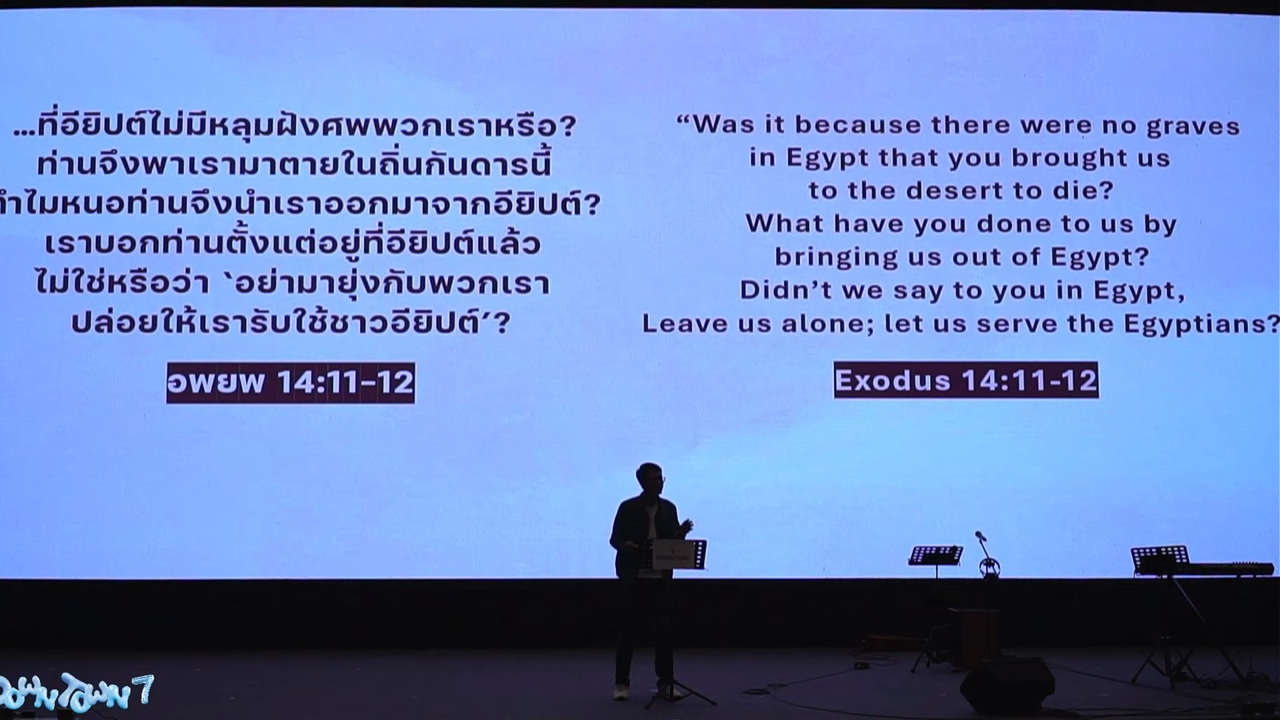 ...ที่อียิปต์ไม่มีหลุมฝังศพพวกเราหรือ?
ท่านจึงพาเรามาตายในถิ่นกันดารนี้
ทำไมหนอท่านจึงนำเราออกมาจากอียิปต์?
เราบอกท่านตั้งแต่อยู่ที่อียิปต์แล้ว
ไม่ใช่หรือว่า ‘อย่ามายุ่งกับพวกเรา
ปล่อยให้เรารับใช้ชาวอียิปต์’?
อพยพ 14:11–12
“Was it because there were no graves
in Egypt that you brought us
to the desert to die?
What have you done to us by
bringing us out of Egypt?
Didn’t we say to you in Egypt,
Leave us alone; let us serve the Egyptians?
Exodus 14:11-12
DOWNTOWN 7